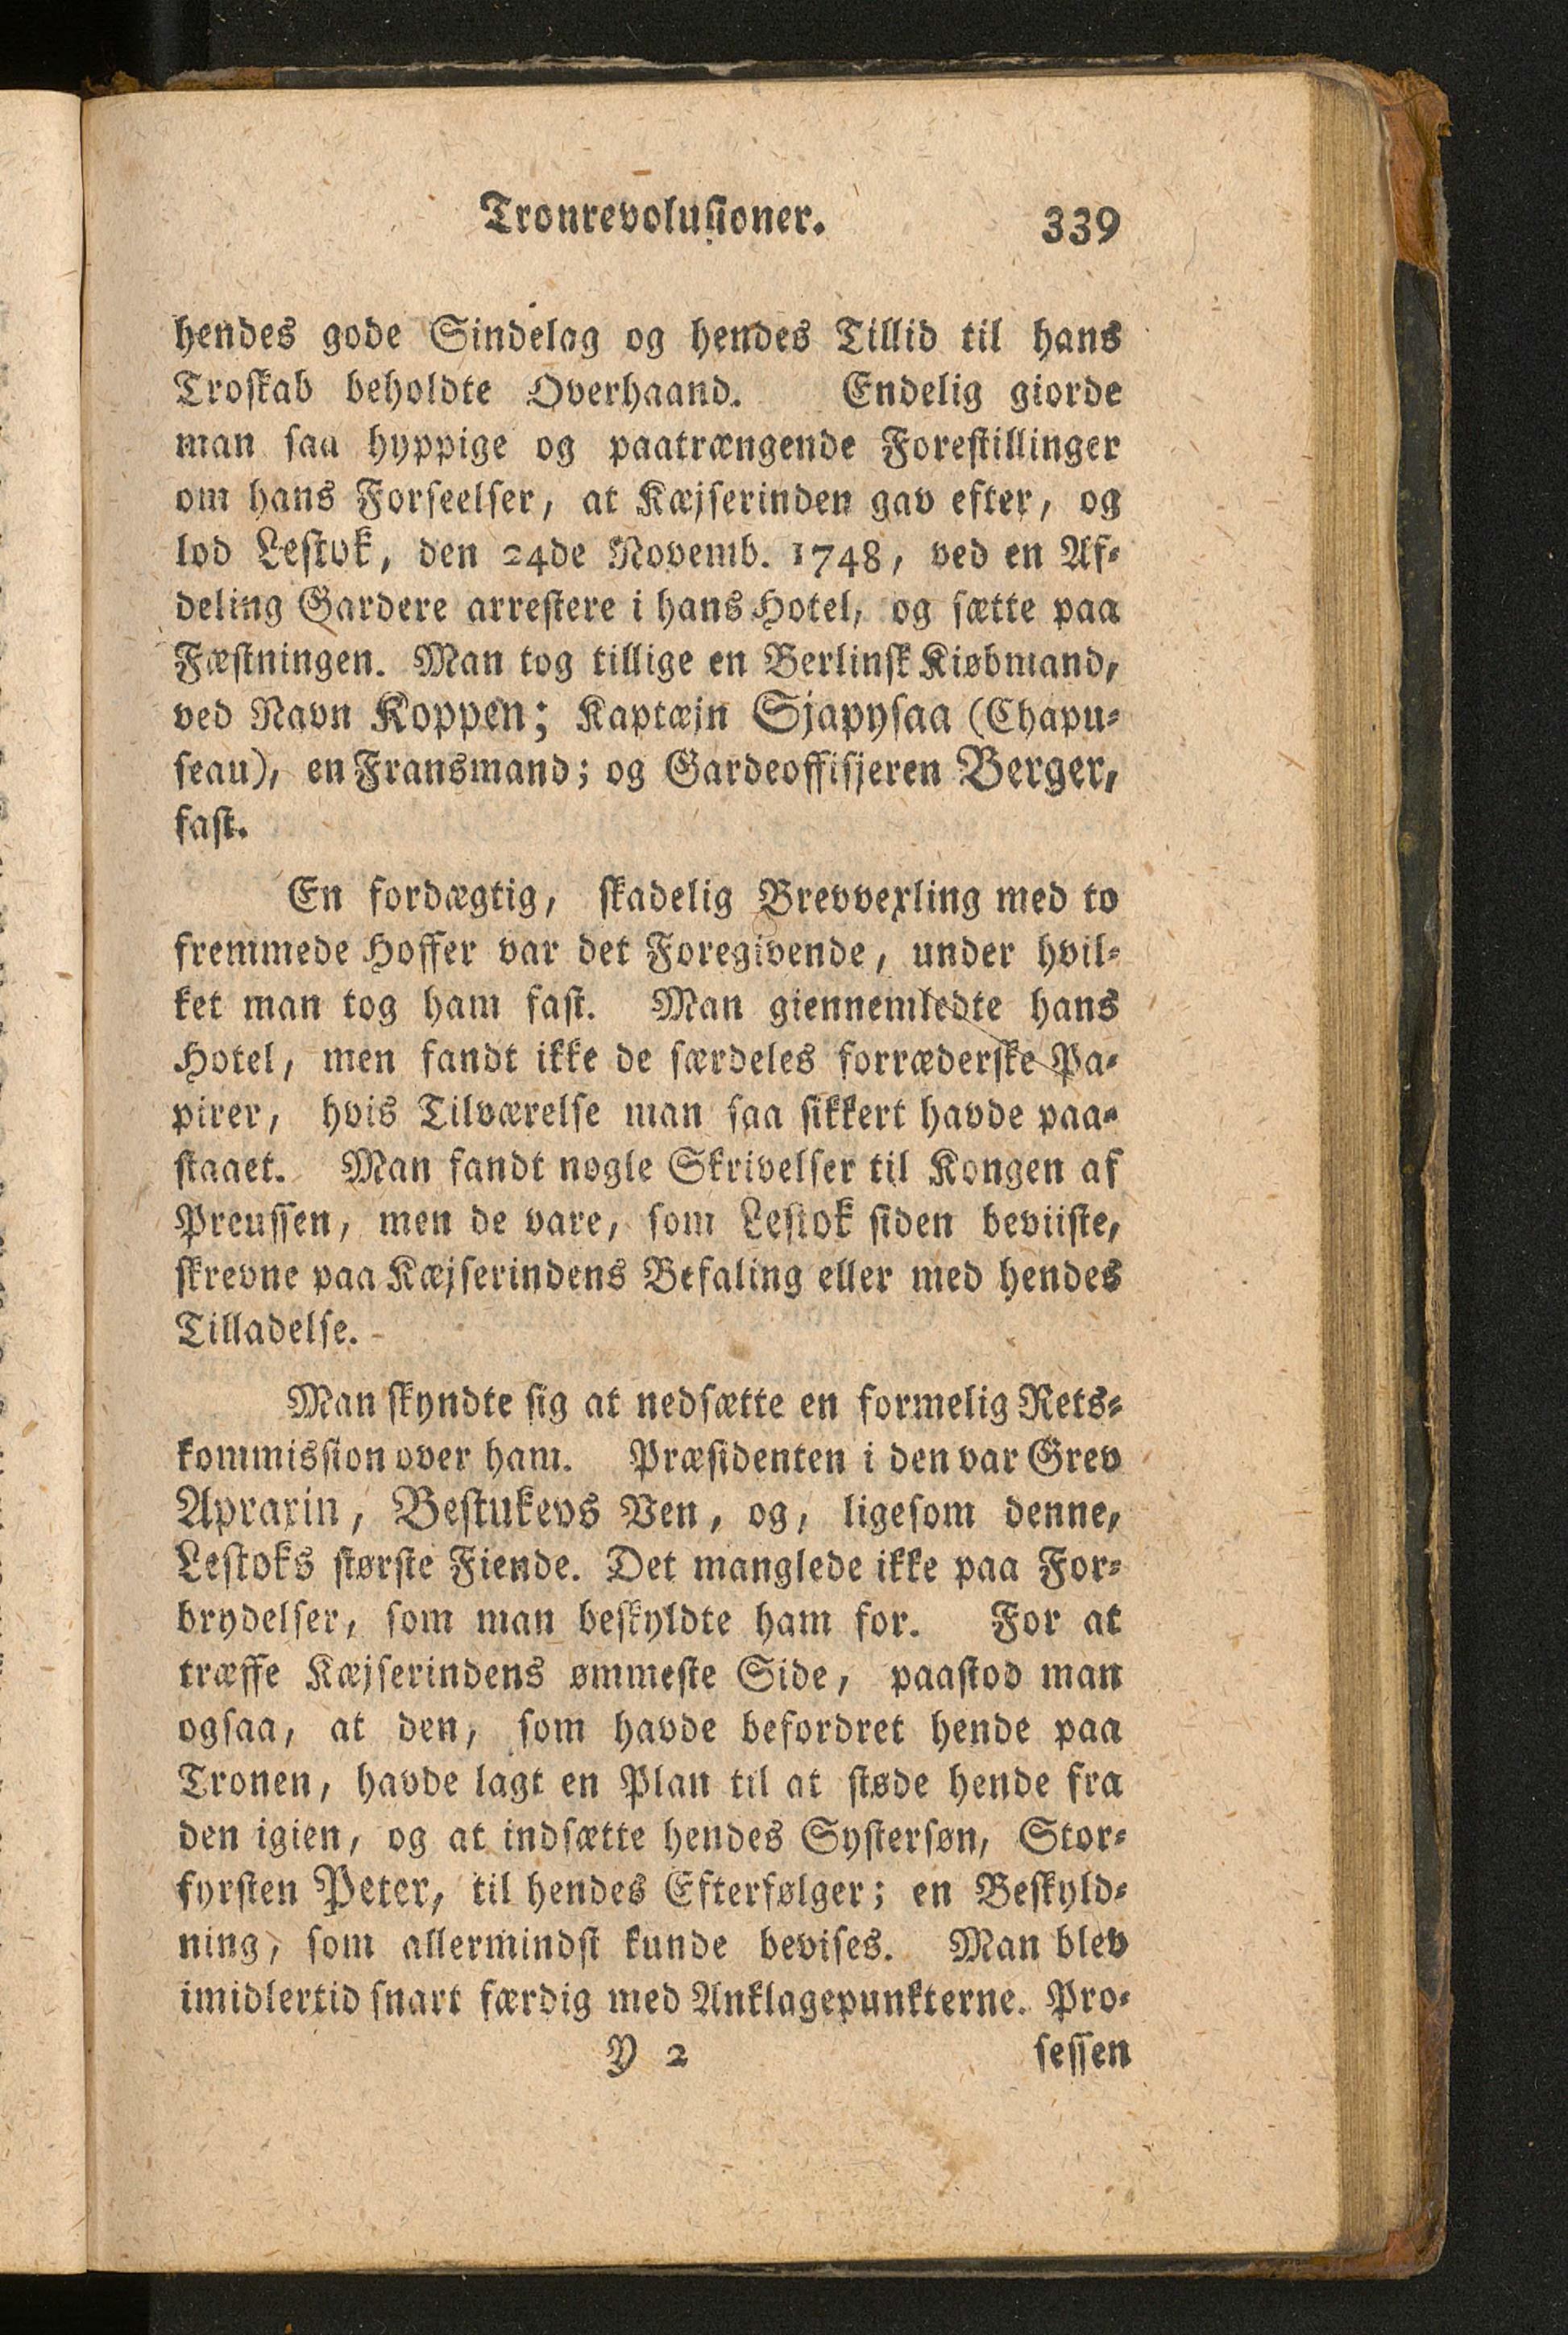 Tronrevolusioner. 339
hendes gode Sindelag og hendes Tillid til hans
Troskab beholdte Overhaand. Endelig giorde
man saa hyppige og paatrængende Forestillinger
om hans Forseelser, at Kæjserinden gav efter, og
lod Lestok, den 24de Novemb. 1748, ved en Af-
deling Gardere arrestere i hans Hotel, og sætte paa
Fæstningen. Man tog tillige en Berlinsk Kiøbmand,
ved Navn Koppen; Kaptæjn Sjapysaa (Chapu-
seau), en Fransmand; og Gardeoffisjeren Berger,
fast.
En fordægtig, skadelig Brevvexling med to
fremmede Hoffer var det Foregivende, under hvil-
ket man tog ham fast. Man giennemledte hans
Hotel, men fandt ikke de særdeles forræderske Pa-
pirer, hvis Tilværelse man saa sikkert havde paa-
staaet. Man fandt nogle Skrivelser til Kongen af
Preussen, men de vare, som Lestok siden beviiste,
skrevne paa Kæjserindens Befaling eller med hendes
Tilladelse.
Man skyndte sig at nedsætte en formelig Rets-
kommission over ham. Præsidenten i den var Grev
Apraxin, Bestukevs Ven, og, ligesom denne,
Lestoks største Fiende. Det manglede ikke paa For-
brydelser, som man beskyldte ham for. For at
træffe Kæjserindens ømmeste Side, paastod man
ogsaa, at den, som havde befordret hende paa
Tronen, havde lagt en Plan til at støde hende fra
den igien, og at indsætte hendes Systersøn, Stor-
fyrsten Peter, til hendes Efterfølger; en Beskyld-
ning, som allermindst kunde bevises. Man blev
imidlertid snart færdig med Anklagepunkterne. Pro-
Y 2 sessen